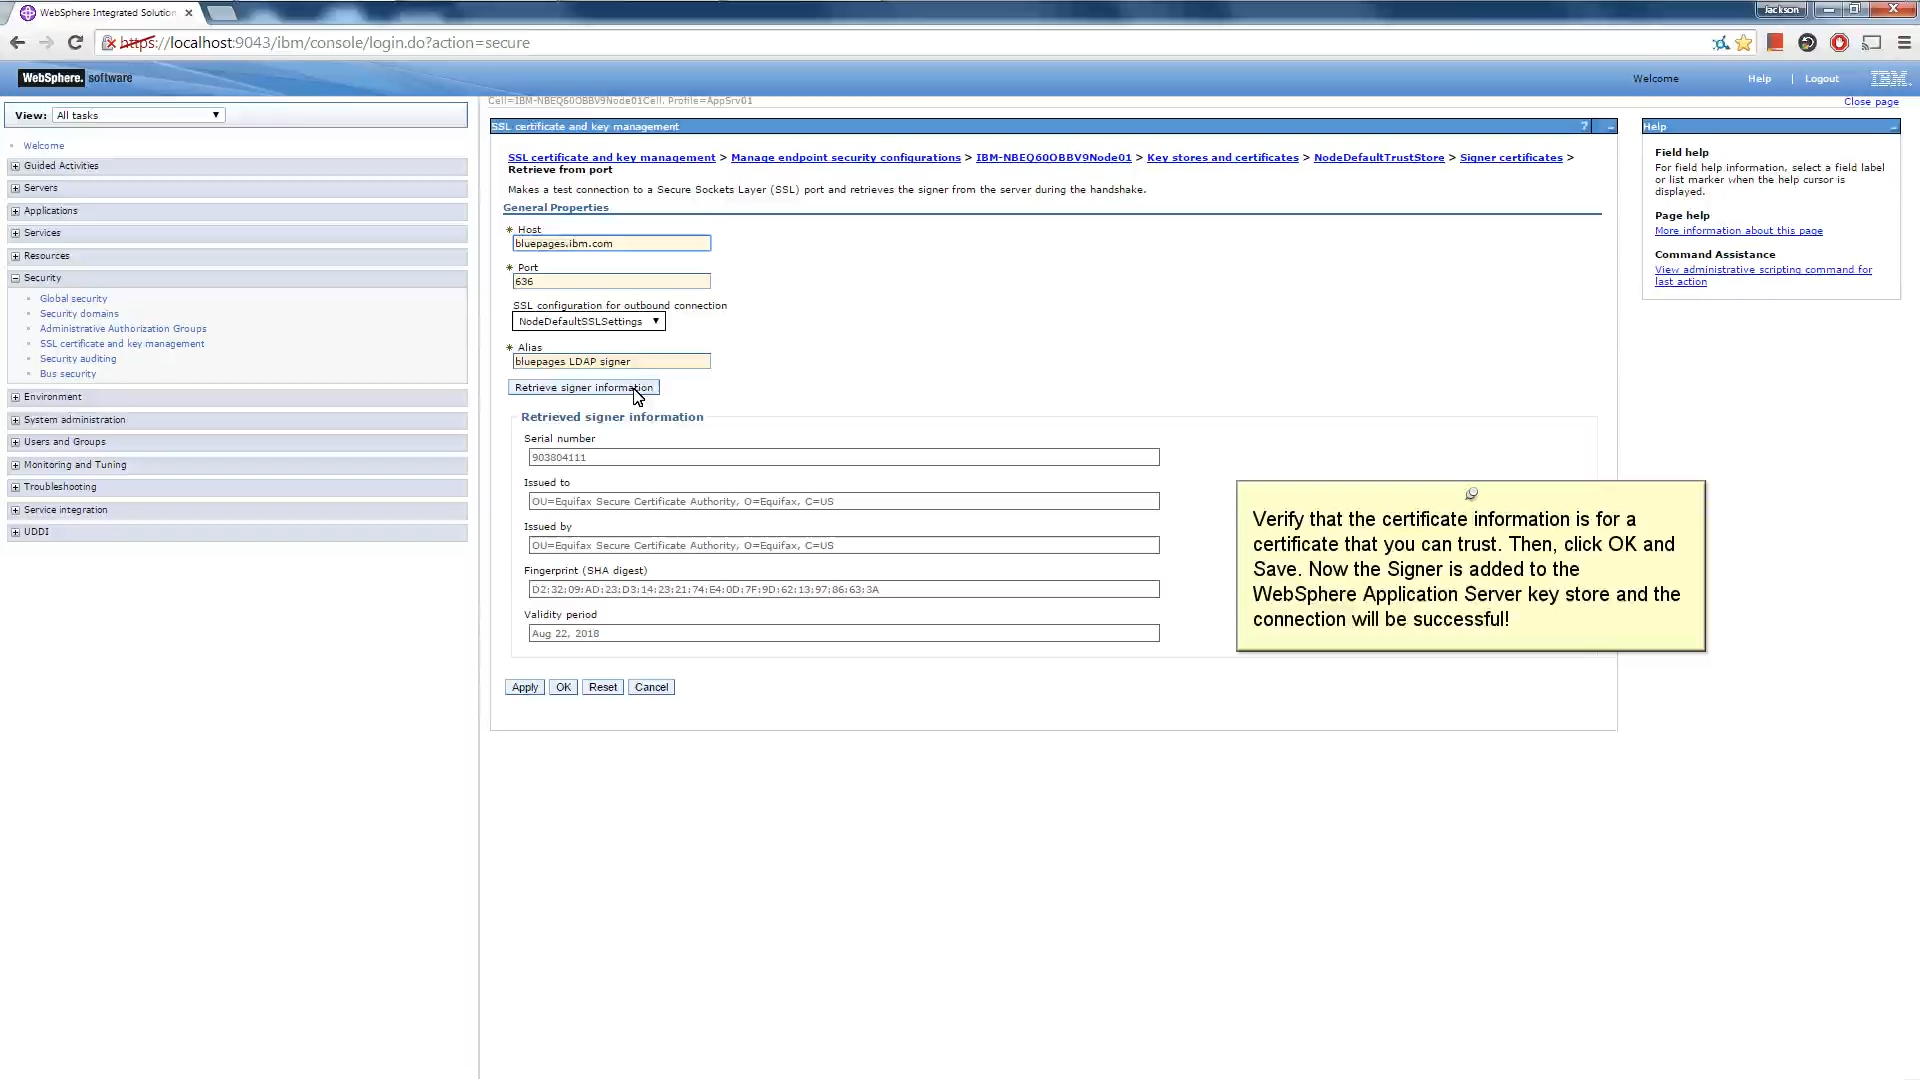 WebSphere Integrated Solution
Jackson
https://localhost:9043/ibm/console/login.do?action=secure
WebSphere. software
Welcome
Help
Logout
IBM.
View: All tasks
Cell=IBM-NBEQ60OBBV9Node01Cell, Profile=AppSrv01
Close page
Welcome
Guided Activities
Servers
Applications
Services
Resources
Security
Global security
Security domains
Administrative Authorization Groups
SSL certificate and key management
Security auditing
Bus security
Environment
System administration
Users and Groups
Monitoring and Tuning
Troubleshooting
Service integration
UDDI
SSL certificate and key management
?
SSL certificate and key management > Manage endpoint security configurations > IBM-NBEQ60OBBV9Node01 > Key stores and certificates > NodeDefaultTrustStore > Signer certificates >
Retrieve from port
Makes a test connection to a Secure Sockets Layer (SSL) port and retrieves the signer from the server during the handshake.
General Properties
* Host
bluepages.ibm.com
* Port
636
SSL configuration for outbound connection
NodeDefaultSSLSettings
* Alias
bluepages LDAP signer
Retrieve signer information
Retrieved signer information
Serial number
903804111
Issued to
OU=Equifax Secure Certificate Authority, O=Equifax, C=US
Issued by
OU=Equifax Secure Certificate Authority, O=Equifax, C=US
Fingerprint (SHA digest)
D2:32:09:AD:23:D3:14:23:21:74:E4:0D:7F:9D:62:13:97:86:63:3A
Validity period
Aug 22, 2018
Apply OK Reset Cancel
Help
Field help
For field help information, select a field label
or list marker when the help cursor is
displayed.
Page help
More information about this page
Command Assistance
View administrative scripting command for
last action
Verify that the certificate information is for a
certificate that you can trust. Then, click OK and
Save. Now the Signer is added to the
WebSphere Application Server key store and the
connection will be successful!